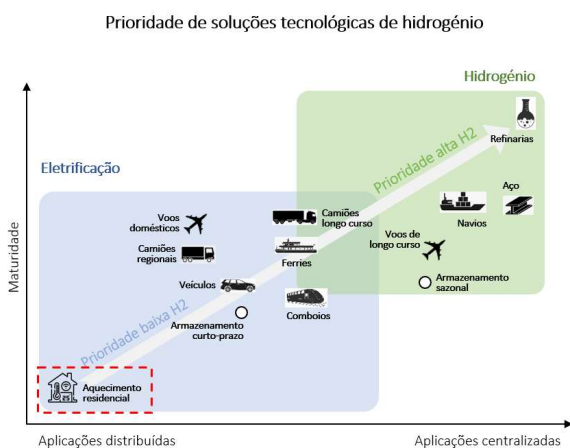 Prioridade de soluções tecnológicas de hidrogénio
Hidrogénio
Eletrificação
Maturidade
Prioridade alta H2
Prioridade baixa H2
Refinarias
Aço
Navios
Voos de
longo curso
Armazenamento
sazonal
Camiões
longo curso
Ferries
Comboios
Voos
domésticos
Camiões
regionais
Veículos
Armazenamento
curto-prazo
Aquecimento
residencial
Aplicações distribuídas
Aplicações centralizadas